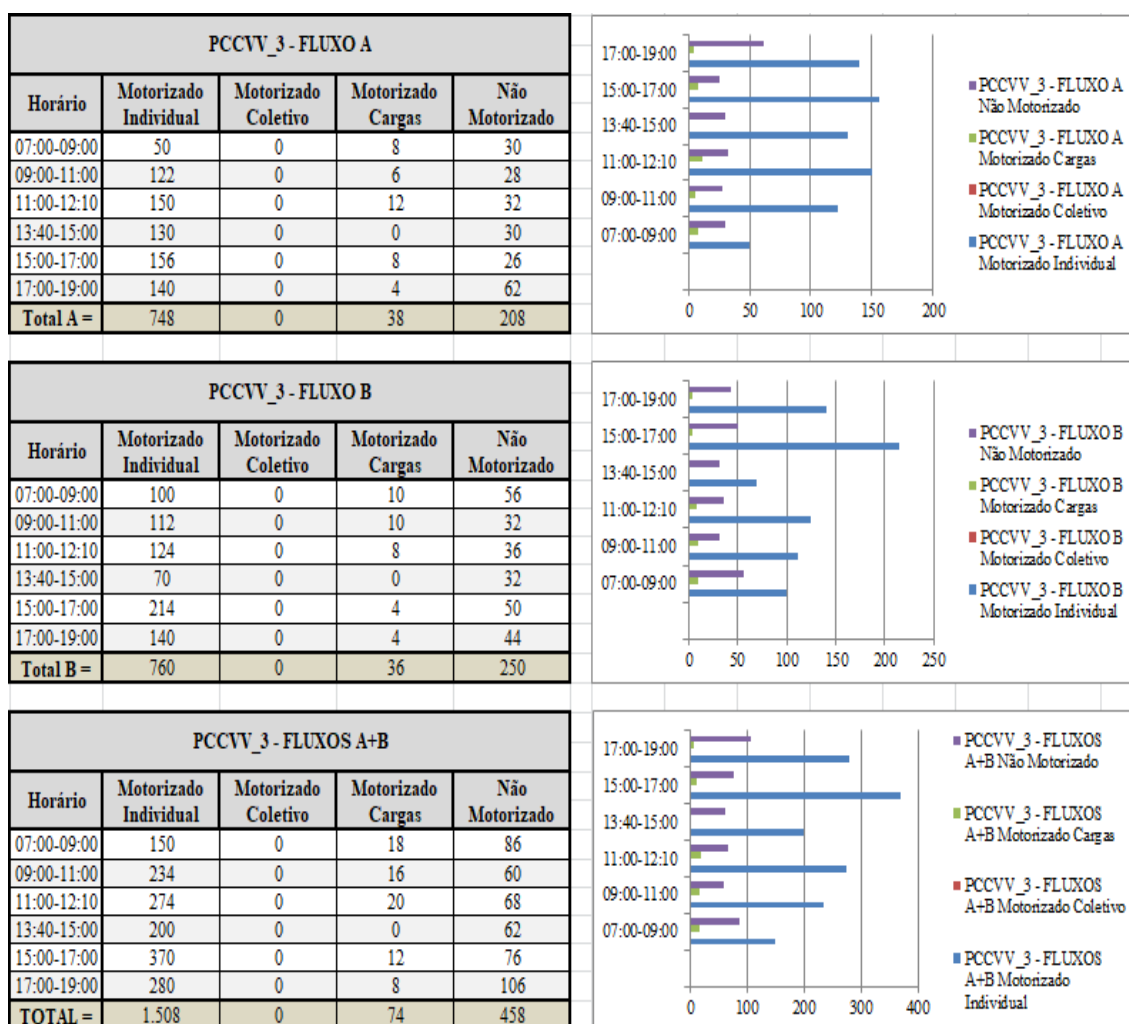 PCCVV_3 - FLUXO A
Horário Motorizado Individual Motorizado Coletivo Motorizado Cargas Não Motorizado
07:00-09:00 50 0 8 30
09:00-11:00 122 0 6 28
11:00-12:10 150 0 12 32
13:40-15:00 130 0 0 30
15:00-17:00 156 0 8 26
17:00-19:00 140 0 4 62
Total A = 748 0 38 208
17:00-19:00
15:00-17:00
13:40-15:00
11:00-12:10
09:00-11:00
07:00-09:00
0 50 100 150 200
PCCVV_3 - FLUXO A
Não Motorizado
PCCVV_3 - FLUXO A
Motorizado Cargas
PCCVV_3 - FLUXO A
Motorizado Coletivo
PCCVV_3 - FLUXO A
Motorizado Individual
PCCVV_3 - FLUXO B
Horário Motorizado Individual Motorizado Coletivo Motorizado Cargas Não Motorizado
07:00-09:00 100 0 10 56
09:00-11:00 112 0 10 32
11:00-12:10 124 0 8 36
13:40-15:00 70 0 0 32
15:00-17:00 214 0 4 50
17:00-19:00 140 0 4 44
Total B = 760 0 36 250
17:00-19:00
15:00-17:00
13:40-15:00
11:00-12:10
09:00-11:00
07:00-09:00
0 50 100 150 200 250
PCCVV_3 - FLUXO B
Não Motorizado
PCCVV_3 - FLUXO B
Motorizado Cargas
PCCVV_3 - FLUXO B
Motorizado Coletivo
PCCVV_3 - FLUXO B
Motorizado Individual
PCCVV_3 - FLUXOS A+B
Horário Motorizado Individual Motorizado Coletivo Motorizado Cargas Não Motorizado
07:00-09:00 150 0 18 86
09:00-11:00 234 0 16 60
11:00-12:10 274 0 20 68
13:40-15:00 200 0 0 62
15:00-17:00 370 0 12 76
17:00-19:00 280 0 8 106
TOTAL = 1.508 0 74 458
17:00-19:00
15:00-17:00
13:40-15:00
11:00-12:10
09:00-11:00
07:00-09:00
0 100 200 300 400
PCCVV_3 - FLUXOS
A+B Não Motorizado
PCCVV_3 - FLUXOS
A+B Motorizado Cargas
PCCVV_3 - FLUXOS
A+B Motorizado Coletivo
PCCVV_3 - FLUXOS
A+B Motorizado
Individual